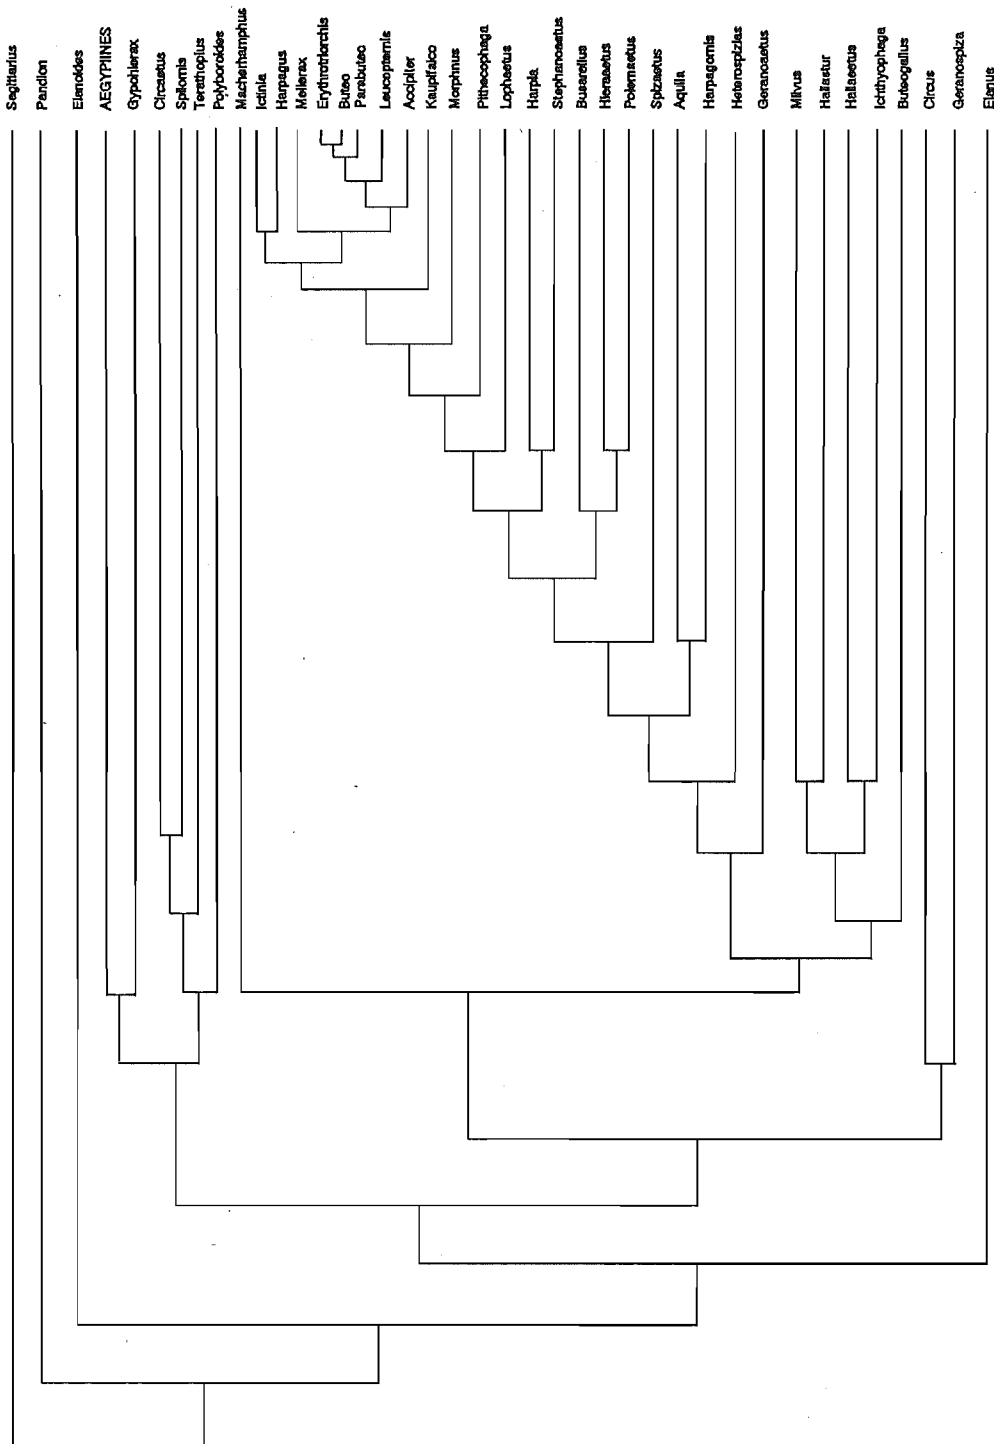 Sagittarius
Pandion
Elanoides
AEGYPIINES
Gypohierax
Circaetus
Spilornis
Terathopius
Polyboroides
Macherhamphus
Ictinia
Harpagus
Melierax
Erythrotriorchis
Buteo
Parabuteo
Leucopternis
Accipiter
Kaupifalco
Morphnus
Pithecophaga
Lophaetus
Harpia
Stephanoaetus
Busarellus
Hieraaetus
Polemaetus
Spizaetus
Aquila
Harpagornis
Heterospizias
Geranoaetus
Milvus
Haliastur
Haliaeetus
Ichthyophaga
Buteogallus
Circus
Geranospiza
Elanus